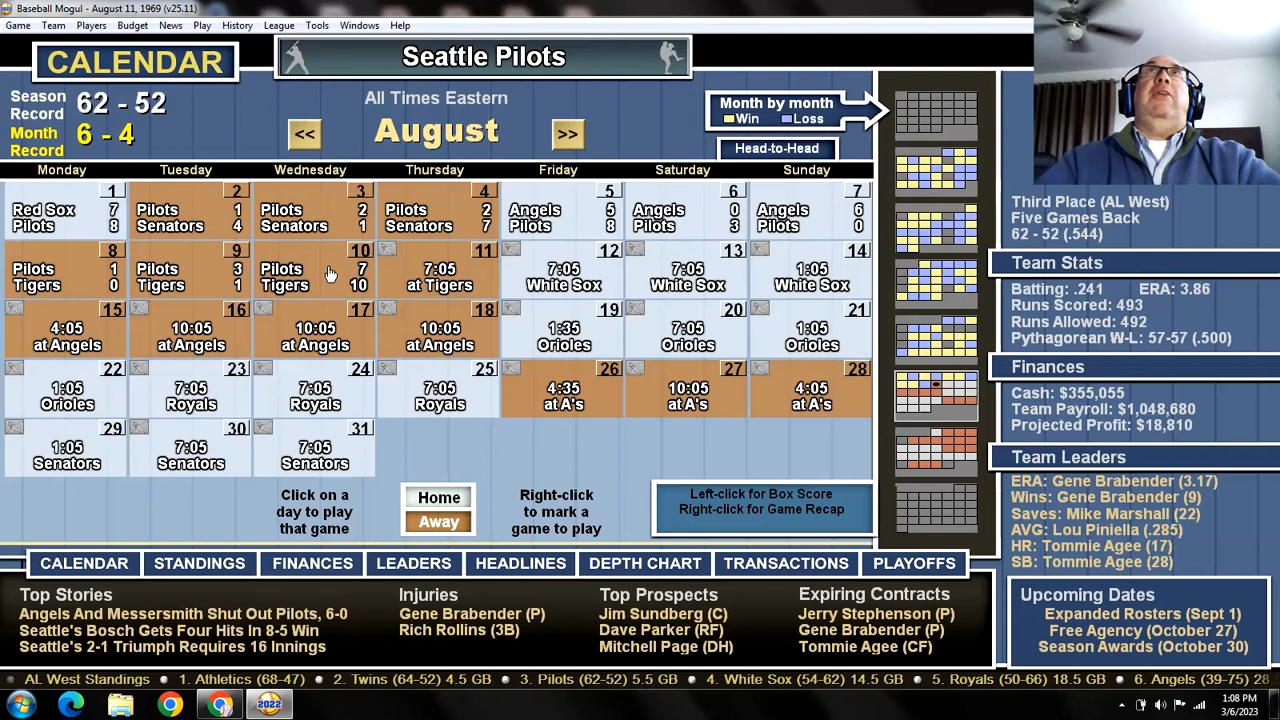 Baseball Mogul - August 11, 1969 (v25.11)
Game Team Players Budget News Play History League Tools Windows Help
CALENDAR
Seattle Pilots
Season Record 62 - 52
Month Record 6 - 4
All Times Eastern
<< August >>
Month by month
Win Loss
Head-to-Head
Monday Tuesday Wednesday Thursday Friday Saturday Sunday
1 2 3 4 5 6 7
Red Sox 7 Pilots 1 Pilots 2 Pilots 2 Angels 5 Angels 0 Angels 6
Pilots 8 Senators 4 Senators 1 Senators 7 Pilots 8 Pilots 3 Pilots 0
8 9 10 11 12 13 14
Pilots 1 Pilots 3 Pilots 7 7:05 7:05 7:05 1:05
Tigers 0 Tigers 1 Tigers 10 at Tigers White Sox White Sox White Sox
15 16 17 18 19 20 21
4:05 10:05 10:05 10:05 1:35 7:05 1:05
at Angels at Angels at Angels at Angels Orioles Orioles Orioles
22 23 24 25 26 27 28
1:05 7:05 7:05 7:05 4:35 10:05 4:05
Orioles Royals Royals Royals at A's at A's at A's
29 30 31
1:05 7:05 7:05
Senators Senators Senators
Click on a day to play that game
Home
Away
Right-click to mark a game to play
Left-click for Box Score
Right-click for Game Recap
Third Place (AL West)
Five Games Back
62 - 52 (.544)
Team Stats
Batting: .241 ERA: 3.86
Runs Scored: 493
Runs Allowed: 492
Pythagorean W-L: 57-57 (.500)
Finances
Cash: $355,055
Team Payroll: $1,048,680
Projected Profit: $18,810
Team Leaders
ERA: Gene Brabender (3.17)
Wins: Gene Brabender (9)
Saves: Mike Marshall (22)
AVG: Lou Piniella (.285)
HR: Tommie Agee (17)
SB: Tommie Agee (28)
CALENDAR STANDINGS FINANCES LEADERS HEADLINES DEPTH CHART TRANSACTIONS PLAYOFFS
Top Stories
Angels And Messersmith Shut Out Pilots, 6-0
Seattle's Bosch Gets Four Hits In 8-5 Win
Seattle's 2-1 Triumph Requires 16 Innings
Injuries
Gene Brabender (P)
Rich Rollins (3B)
Top Prospects
Jim Sundberg (C)
Dave Parker (RF)
Mitchell Page (DH)
Expiring Contracts
Jerry Stephenson (P)
Gene Brabender (P)
Tommie Agee (CF)
Upcoming Dates
Expanded Rosters (Sept 1)
Free Agency (October 27)
Season Awards (October 30)
AL West Standings • 1. Athletics (68-47) • 2. Twins (64-52) 4.5 GB • 3. Pilots (62-52) 5.5 GB • 4. White Sox (54-62) 14.5 GB • 5. Royals (50-66) 18.5 GB • 6. Angels (39-75) 28.
2022
1:08 PM
3/6/2023